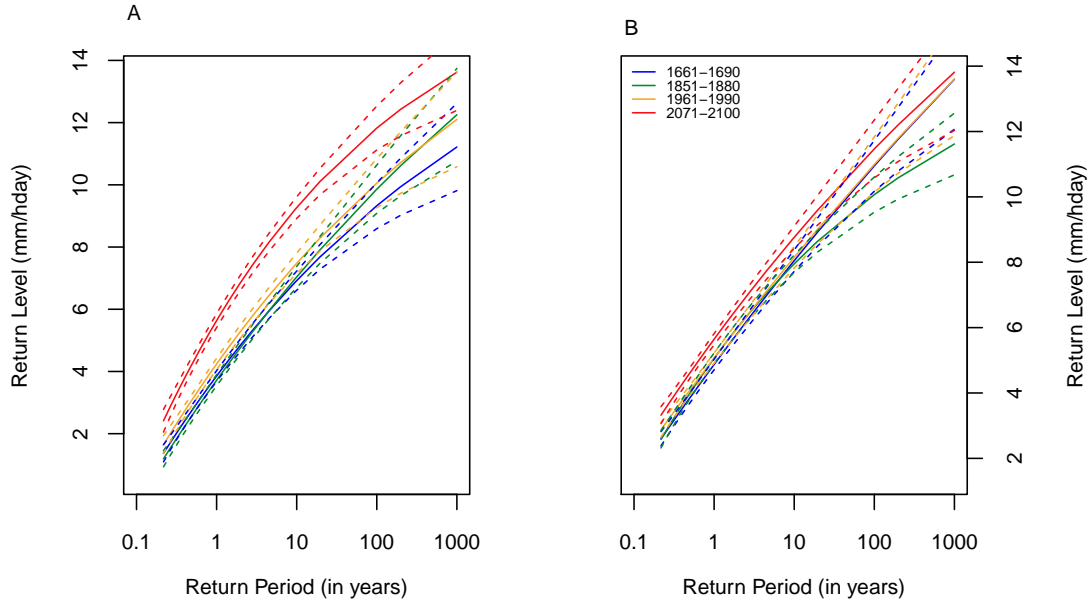 A
Return Level (mm/hday)
14
12
10
8
6
4
2
0.1 1 10 100 1000
Return Period (in years)
B
1661−1690
1851−1880
1961−1990
2071−2100
14
12
10
8
6
4
2
Return Level (mm/hday)
0.1 1 10 100 1000
Return Period (in years)